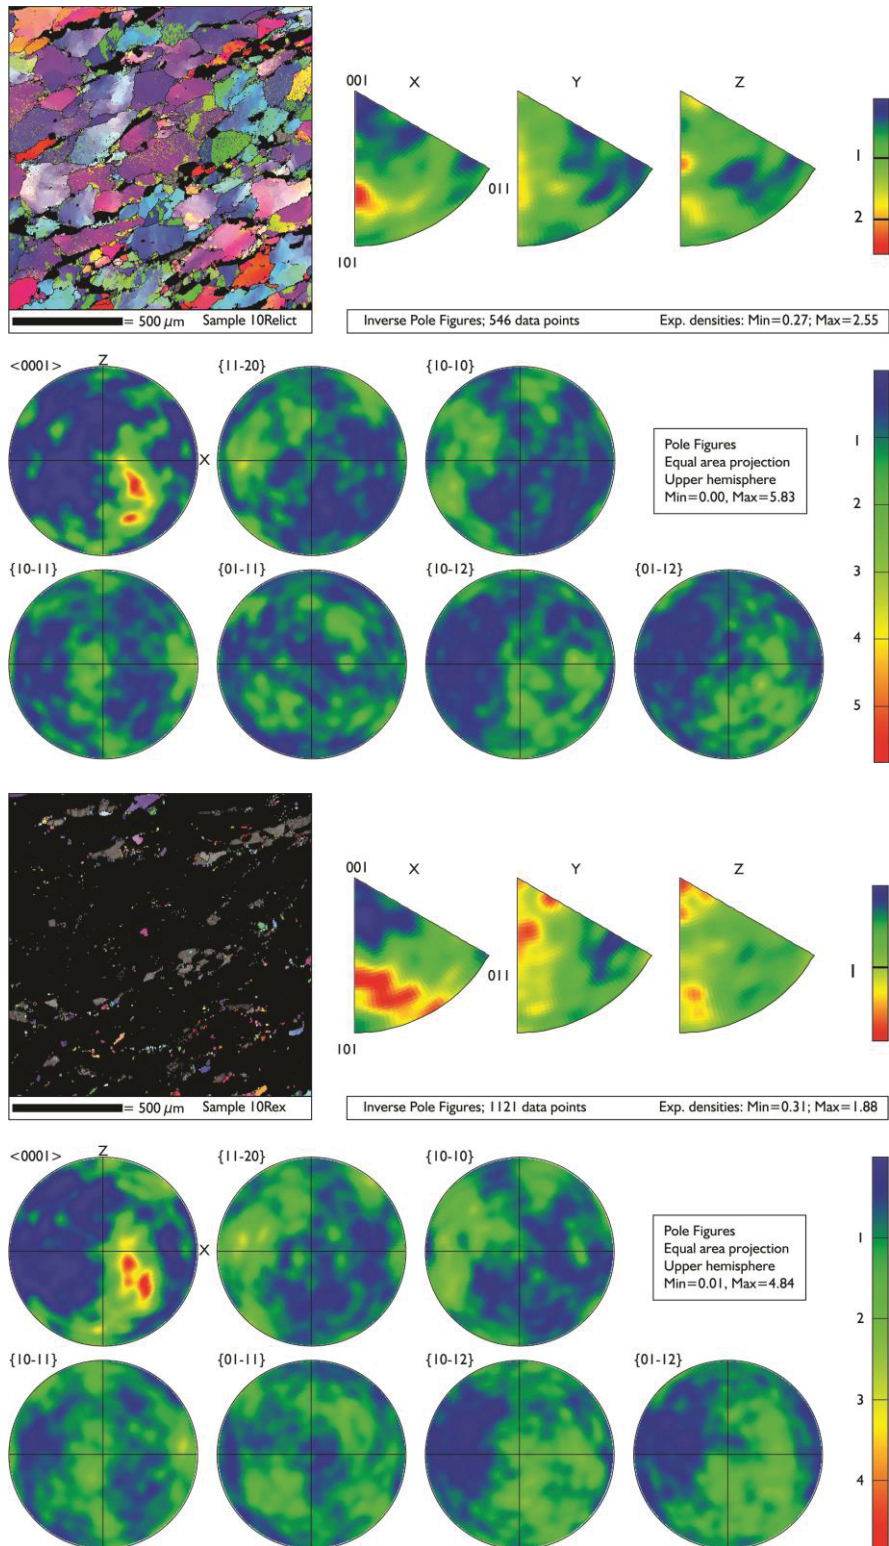 001 X Y Z
1
011
2
101
= 500 µm Sample 10Relict
Inverse Pole Figures; 546 data points Exp. densities: Min=0.27; Max=2.55
<0001> Z {11-20} {10-10}
1
Pole Figures
X Equal area projection
Upper hemisphere
Min=0.00, Max=5.83
2
{10-11} {01-11} {10-12} {01-12}
3
4
5
001 X Y Z
011
1
101
= 500 µm Sample 10Rex
Inverse Pole Figures; 1121 data points Exp. densities: Min=0.31; Max=1.88
<0001> Z {11-20} {10-10}
1
Pole Figures
X Equal area projection
Upper hemisphere
Min=0.01, Max=4.84
2
{10-11} {01-11} {10-12} {01-12}
3
4